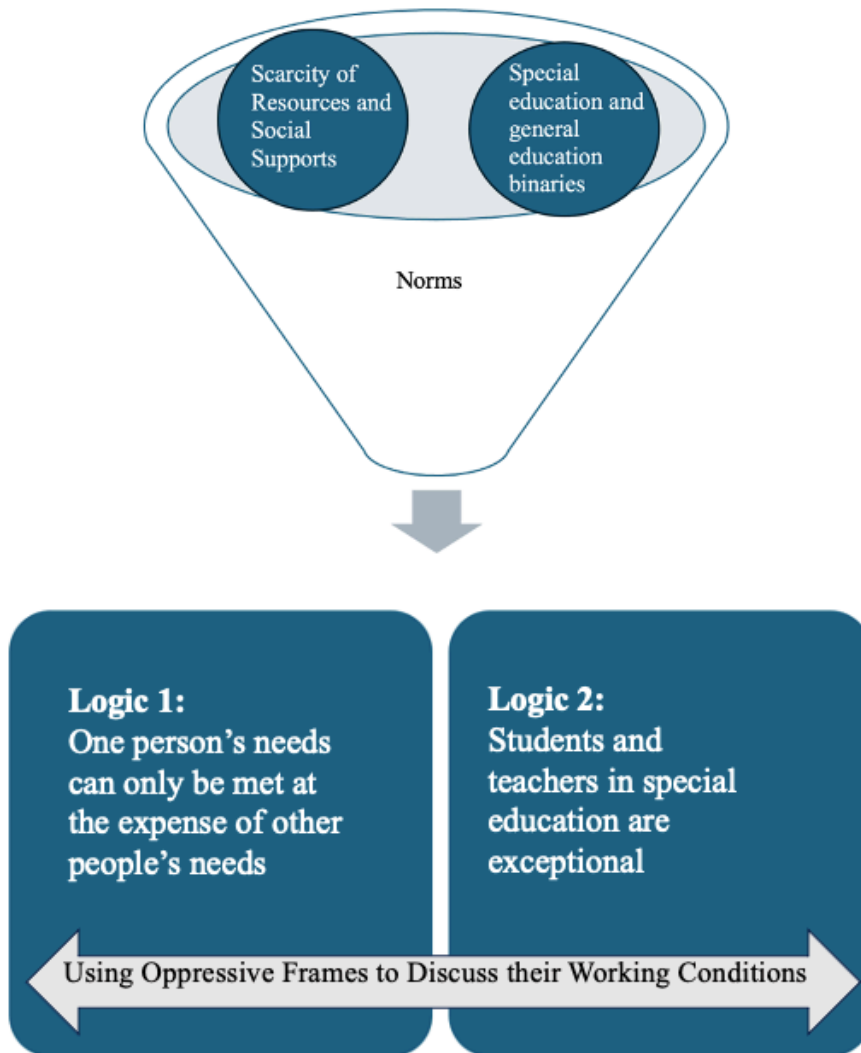 Scarcity of
Resources and
Social
Supports
Special
education and
general
education
binaries
Norms
Logic 1:
One person’s needs
can only be met at
the expense of other
people’s needs
Logic 2:
Students and
teachers in special
education are
exceptional
Using Oppressive Frames to Discuss their Working Conditions